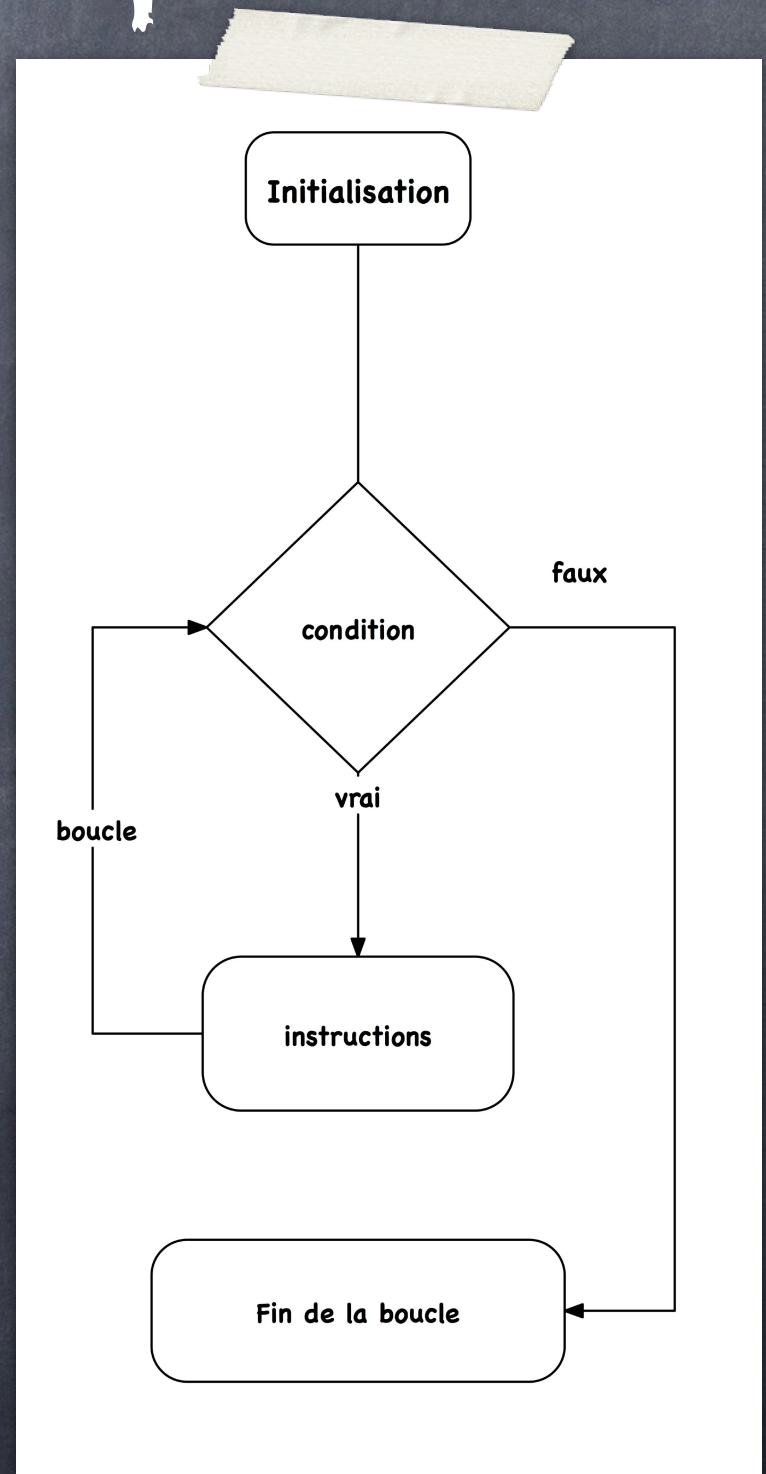 Initialisation
faux
condition
vrai
boucle
instructions
Fin de la boucle